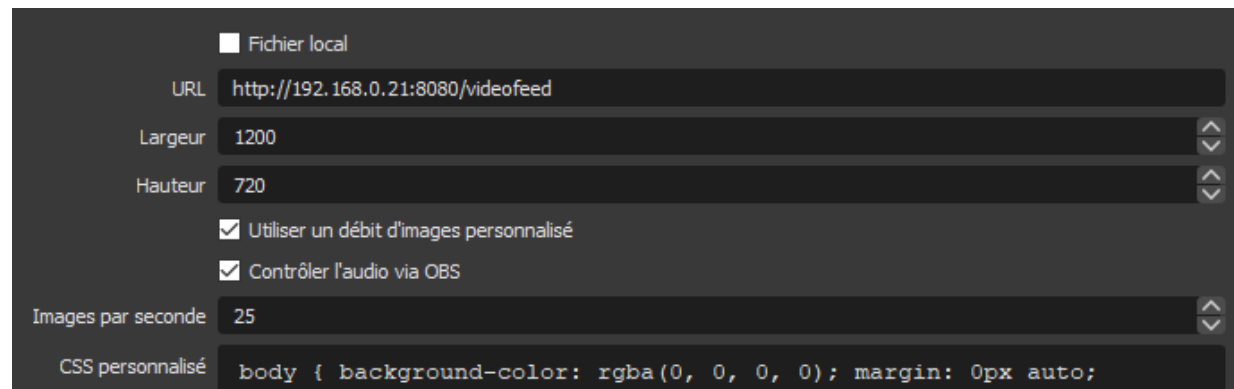 Fichier local
URL http://192.168.0.21:8080/videofeed
Largeur 1200
Hauteur 720
Utiliser un débit d'images personnalisé
Contrôler l'audio via OBS
Images par seconde 25
CSS personnalisé body { background-color: rgba(0, 0, 0, 0); margin: 0px auto;